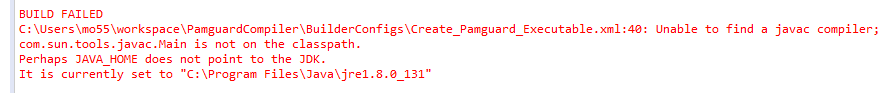 BUILD FAILED
C:\Users\mo55\workspace\PamguardCompiler\BuilderConfigs\Create_Pamguard_Executable.xml:40: Unable to find a javac compiler;
com.sun.tools.javac.Main is not on the classpath.
Perhaps JAVA_HOME does not point to the JDK.
It is currently set to "C:\Program Files\Java\jre1.8.0_131"